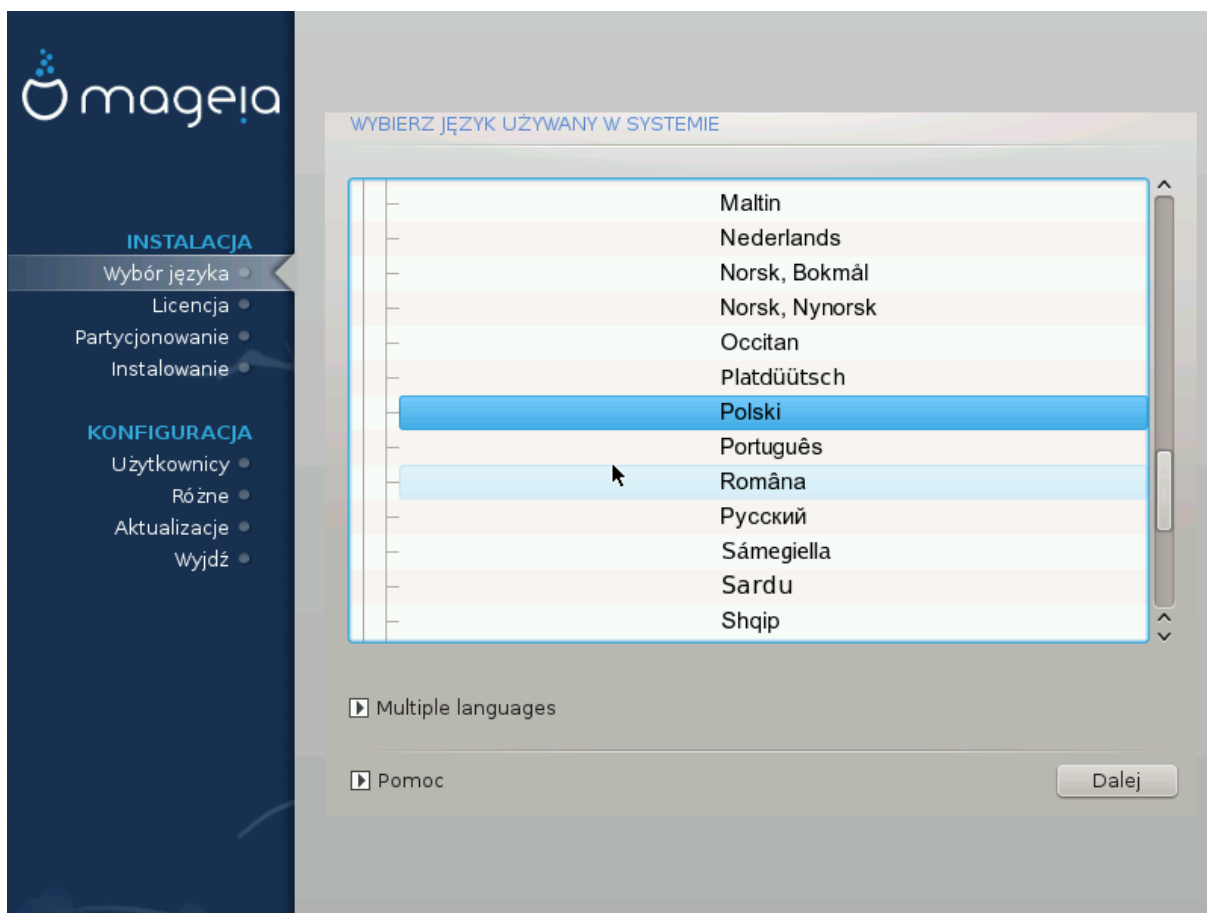 mageia
INSTALACJA
Wybór języka
Licencja
Partycjonowanie
Instalowanie
KONFIGURACJA
Użytkownicy
Różne
Aktualizacje
Wyjdź
WYBIERZ JĘZYK UŻYWANY W SYSTEMIE
Maltin
Nederlands
Norsk, Bokmål
Norsk, Nynorsk
Occitan
Platdüütsch
Polski
Português
Româna
Русский
Sámegiella
Sardu
Shqip
Multiple languages
Pomoc
Dalej